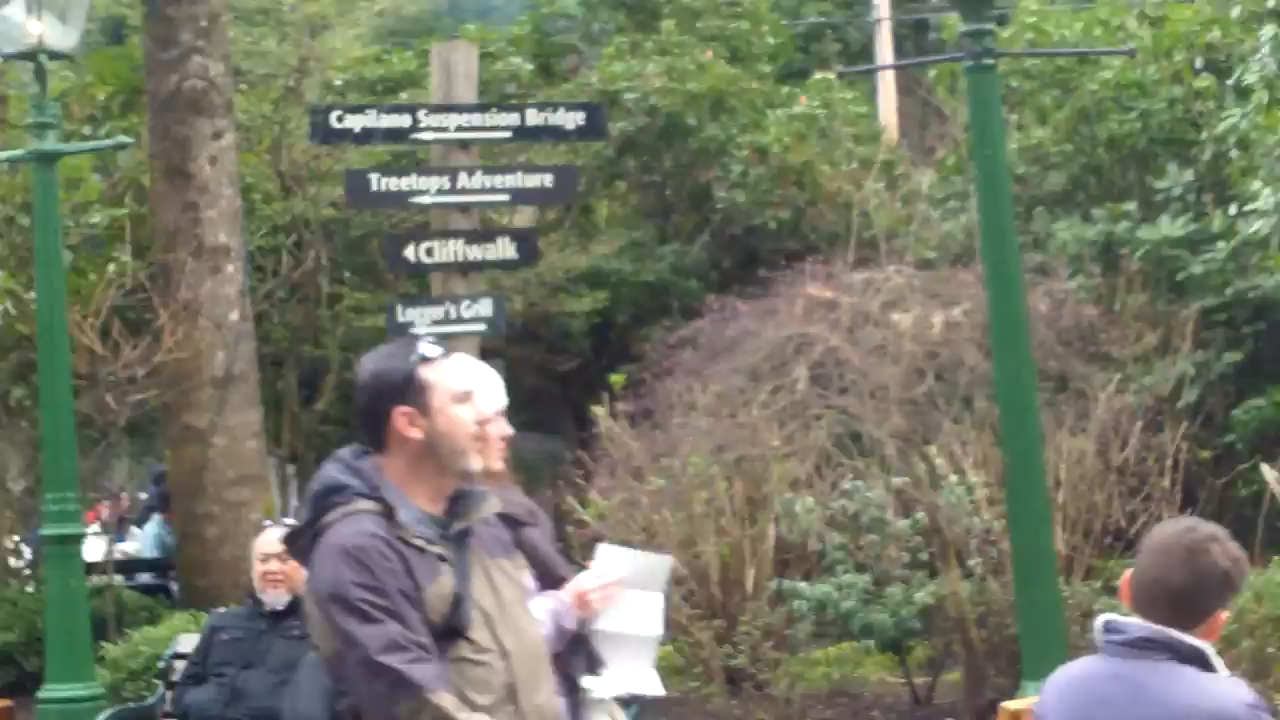 Capilano Suspension Bridge
Treetops Adventure
Cliffwalk
Logger's Grill